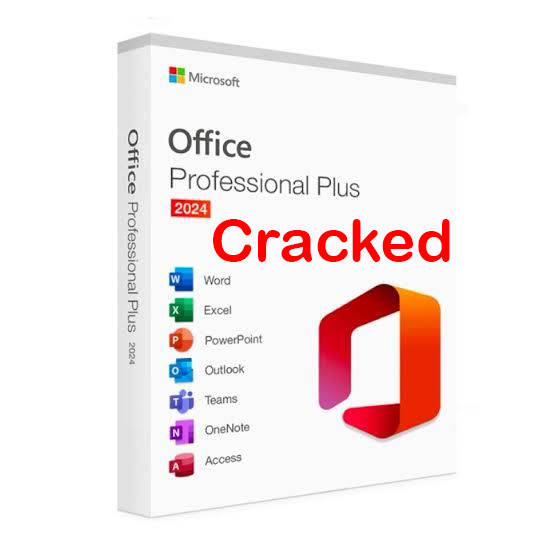 Microsoft
Office
Professional Plus
2024
Cracked
Word
Excel
PowerPoint
Outlook
Teams
OneNote
Access
Office Professional Plus 2024